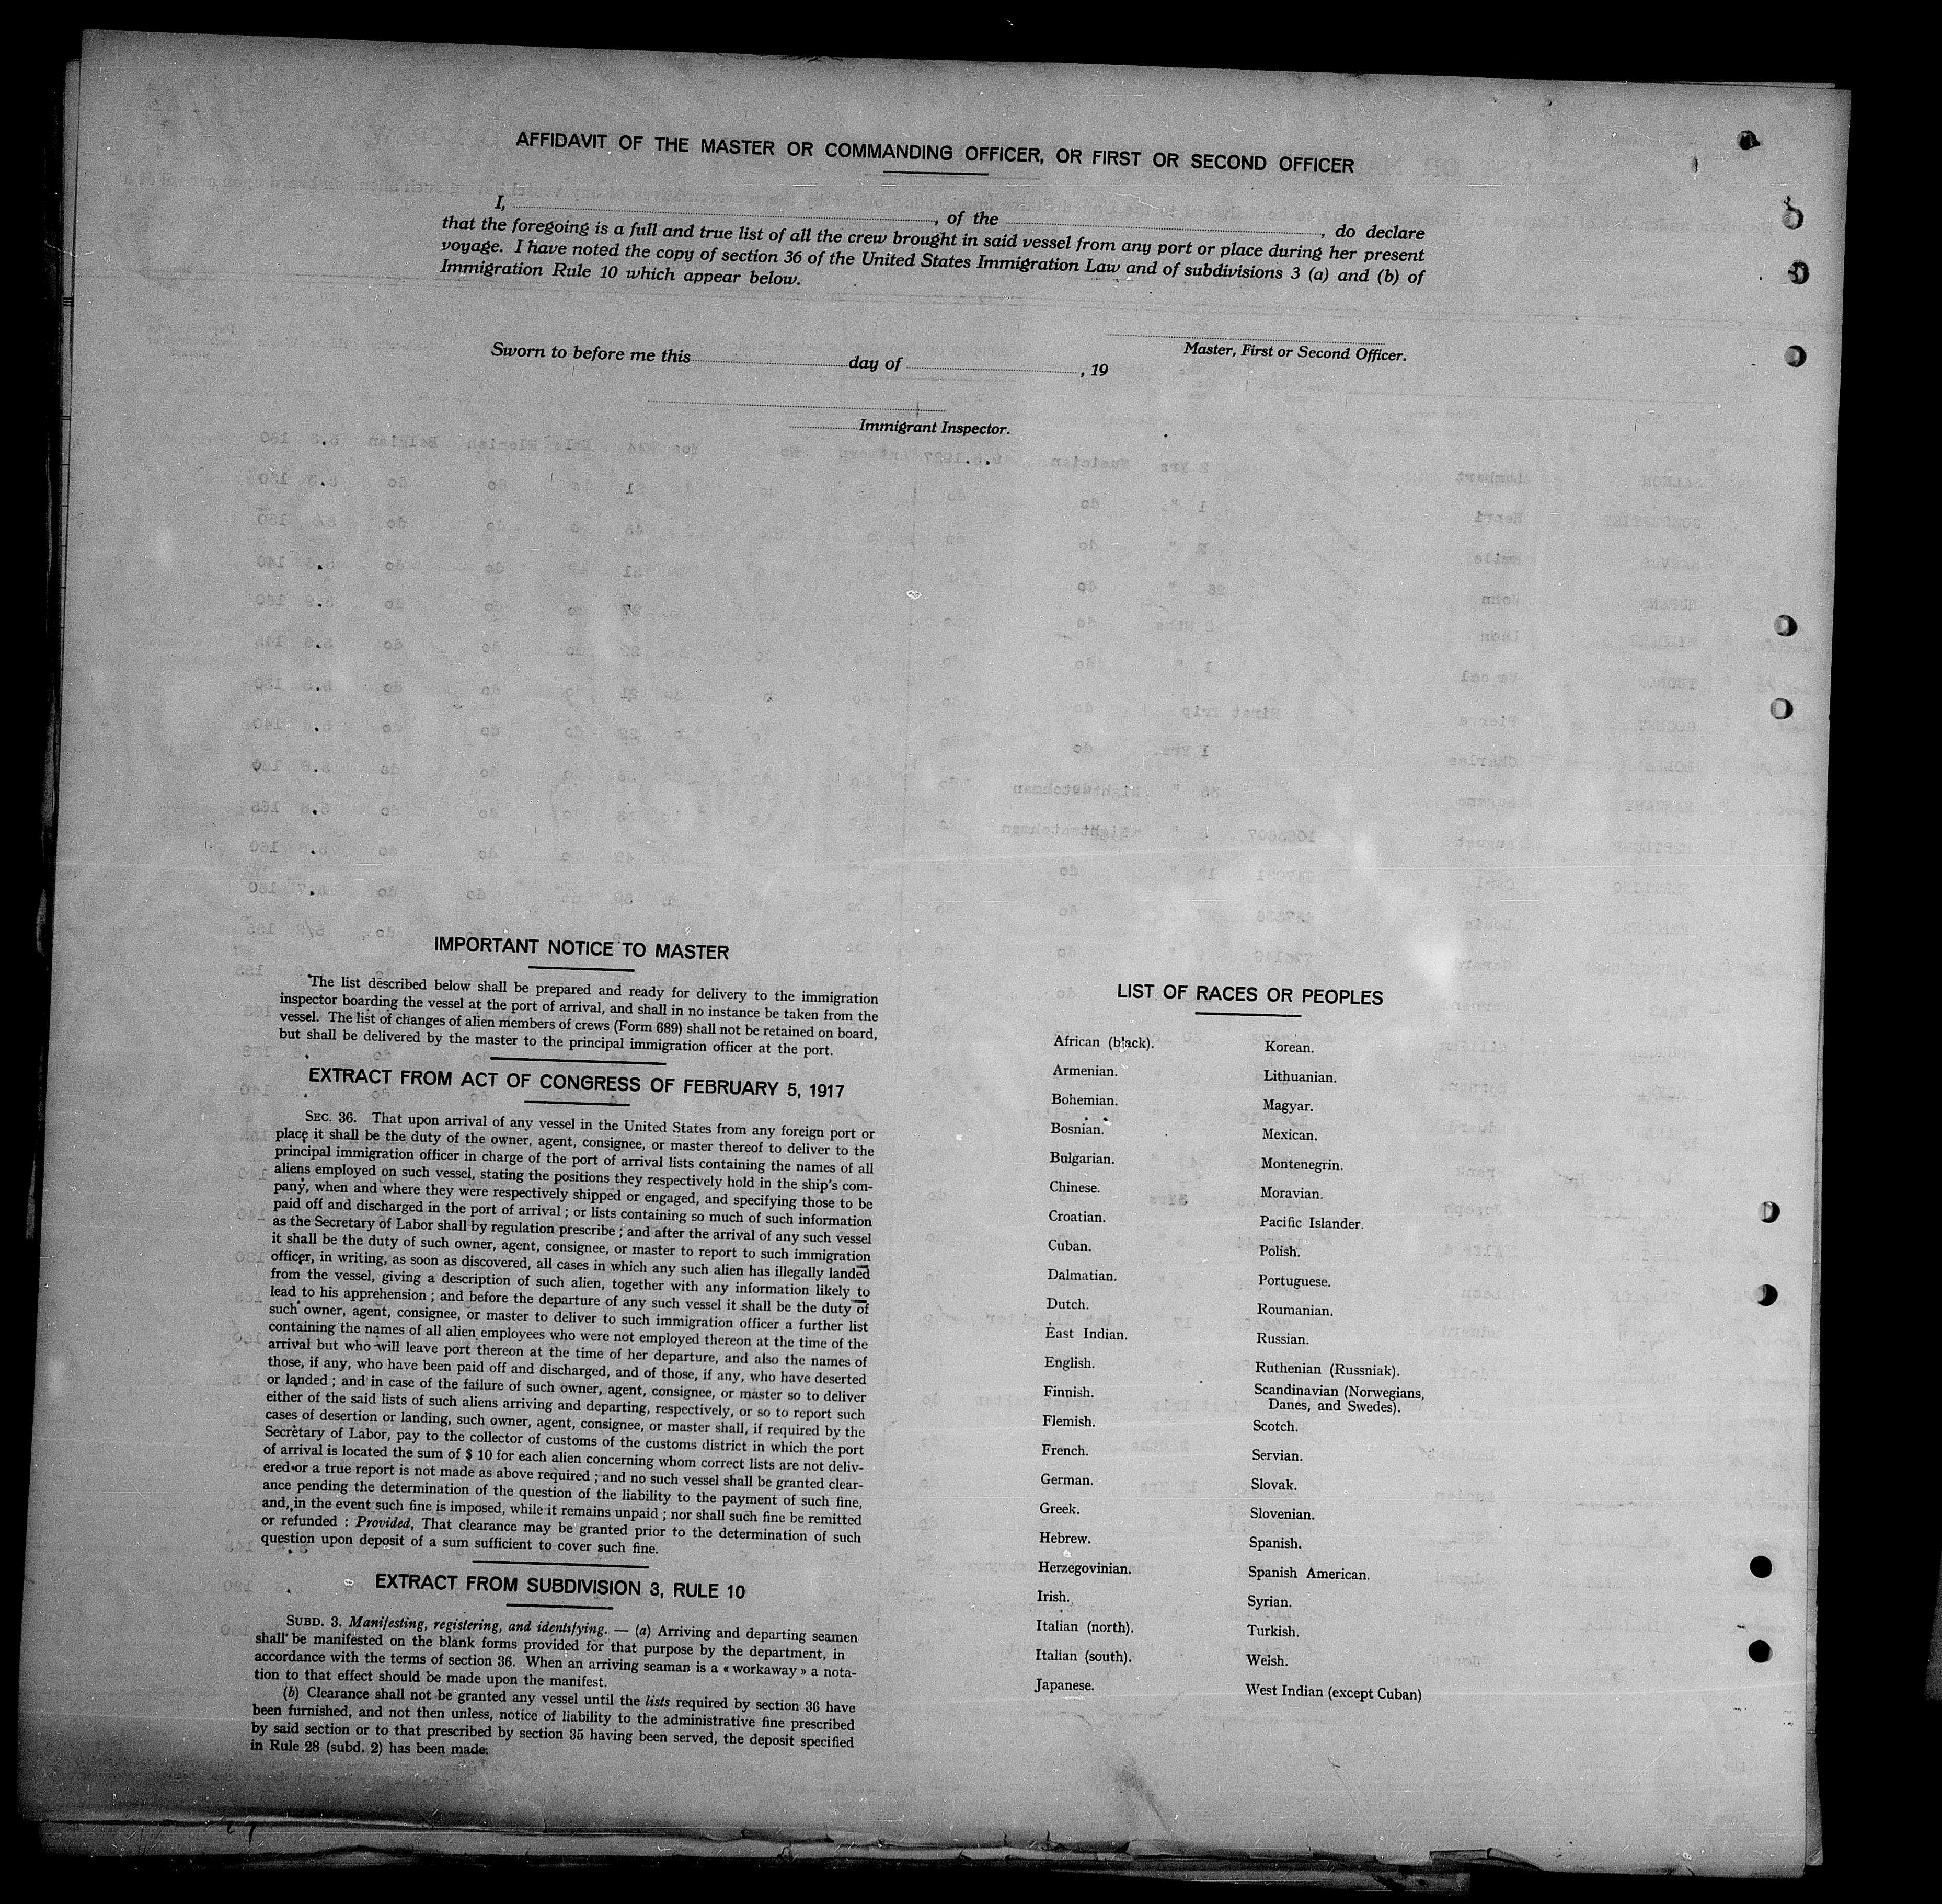 AFFIDAVIT OF THE MASTER OR COMMANDING OFFICER, OR FIRST OR SECOND OFFICER
I, , of the , do declare
that the foregoing is a full and true list of all the crew brought in said vessel from any port or place during her present
voyage. I have noted the copy of section 36 of the United States Immigration Law and of subdivisions 3 (a) and (b) of
Immigration Rule 10 which appear below.
Master, First or Second Officer.
Sworn to before me this day of , 19
Immigrant Inspector.
IMPORTANT NOTICE TO MASTER
The list described below shall be prepared and ready for delivery to the immigration
inspector boarding the vessel at the port of arrival, and shall in no instance be taken from the
vessel. The list of changes of alien members of crews (Form 689) shall not be retained on board,
but shall be delivered by the master to the principal immigration officer at the port.
EXTRACT FROM ACT OF CONGRESS OF FEBRUARY 5, 1917
SEC. 36. That upon arrival of any vessel in the United States from any foreign port or
place it shall be the duty of the owner, agent, consignee, or master thereof to deliver to the
principal immigration officer in charge of the port of arrival lists containing the names of all
aliens employed on such vessel, stating the positions they respectively hold in the ship's com-
pany, when and where they were respectively shipped or engaged, and specifying those to be
paid off and discharged in the port of arrival ; or lists containing so much of such information
as the Secretary of Labor shall by regulation prescribe ; and after the arrival of any such vessel
it shall be the duty of such owner, agent, consignee, or master to report to such immigration
officer, in writing, as soon as discovered, all cases in which any such alien has illegally landed
from the vessel, giving a description of such alien, together with any information likely to
lead to his apprehension ; and before the departure of any such vessel it shall be the duty of
such owner, agent, consignee, or master to deliver to such immigration officer a further list
containing the names of all alien employees who were not employed thereon at the time of the
arrival but who will leave port thereon at the time of her departure, and also the names of
those, if any, who have been paid off and discharged, and of those, if any, who have deserted
or landed ; and in case of the failure of such owner, agent, consignee, or master so to deliver
either of the said lists of such aliens arriving and departing, respectively, or so to report such
cases of desertion or landing, such owner, agent, consignee, or master shall, if required by the
Secretary of Labor, pay to the collector of customs of the customs district in which the port
of arrival is located the sum of $ 10 for each alien concerning whom correct lists are not deliv-
ered or a true report is not made as above required ; and no such vessel shall be granted clear-
ance pending the determination of the question of the liability to the payment of such fine,
and, in the event such fine is imposed, while it remains unpaid ; nor shall such fine be remitted
or refunded : Provided, That clearance may be granted prior to the determination of such
question upon deposit of a sum sufficient to cover such fine.
EXTRACT FROM SUBDIVISION 3, RULE 10
SUBD. 3. Manifesting, registering, and identifying. — (a) Arriving and departing seamen
shall be manifested on the blank forms provided for that purpose by the department, in
accordance with the terms of section 36. When an arriving seaman is a « workaway » a nota-
tion to that effect should be made upon the manifest.
(b) Clearance shall not be granted any vessel until the lists required by section 36 have
been furnished, and not then unless, notice of liability to the administrative fine prescribed
by said section or to that prescribed by section 35 having been served, the deposit specified
in Rule 28 (subd. 2) has been made.
LIST OF RACES OR PEOPLES
African (black).
Armenian.
Bohemian.
Bosnian.
Bulgarian.
Chinese.
Croatian.
Cuban.
Dalmatian.
Dutch.
East Indian.
English.
Finnish.
Flemish.
French.
German.
Greek.
Hebrew.
Herzegovinian.
Irish.
Italian (north).
Italian (south).
Japanese.
Korean.
Lithuanian.
Magyar.
Mexican.
Montenegrin.
Moravian.
Pacific Islander.
Polish.
Portuguese.
Roumanian.
Russian.
Ruthenian (Russniak).
Scandinavian (Norwegians,
Danes, and Swedes).
Scotch.
Servian.
Slovak.
Slovenian.
Spanish.
Spanish American.
Syrian.
Turkish.
Welsh.
West Indian (except Cuban)